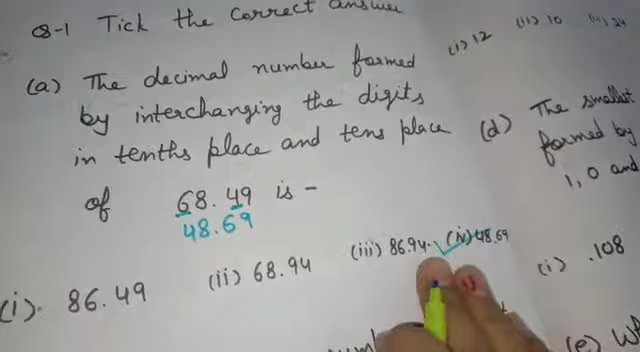 Q-1 Tick the correct answer
(a) The decimal number formed
by interchanging the digits
in tenths place and tens place
of 68.49 is -
48.69
(i). 86.49 (ii) 68.94 (iii) 86.94. (iv) 48.69
(i) 12 (ii) 10 24
(d) The smallest
formed by
1, 0 and
(i) .108
(e)